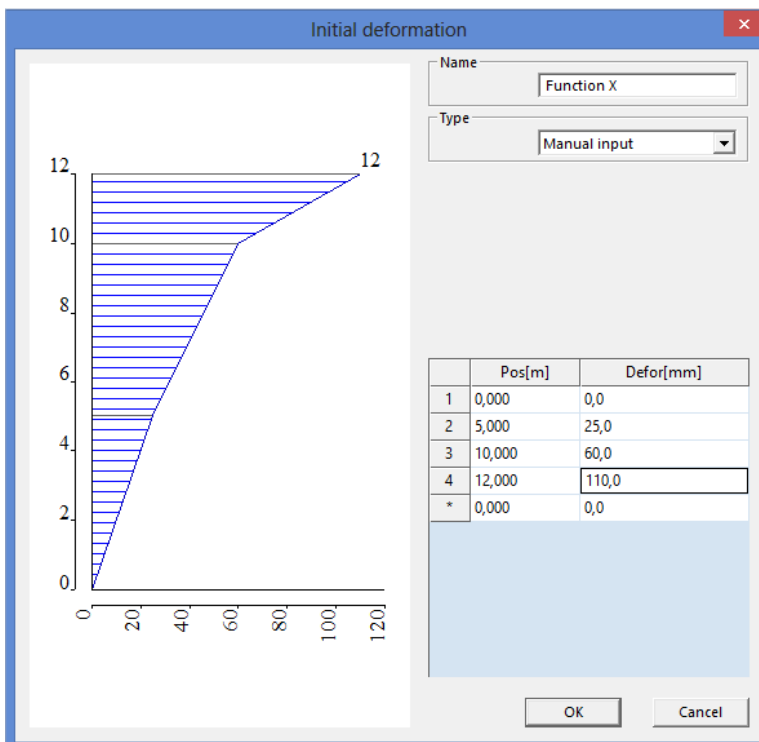 Initial deformation
Name
Function X
Type
Manual input
12
12
10
8
6
4
2
0
0
20
40
60
80
100
120
Pos[m] Defor[mm]
1 0,000 0,0
2 5,000 25,0
3 10,000 60,0
4 12,000 110,0
* 0,000 0,0
OK Cancel